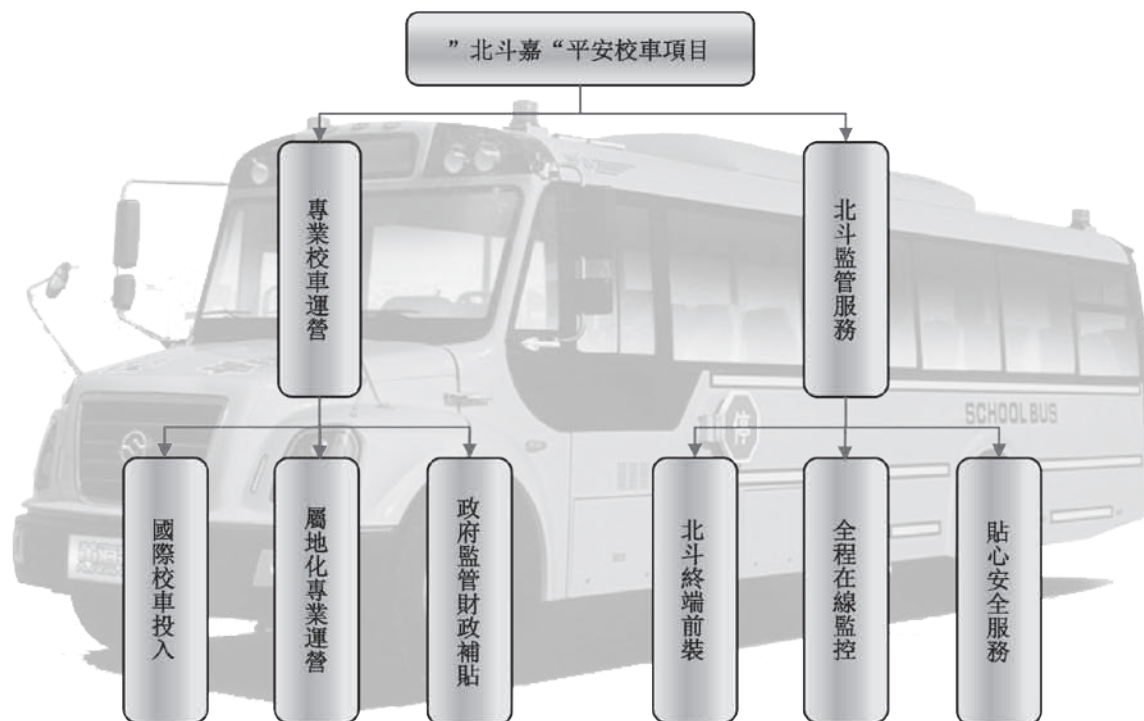 ”北斗嘉“平安校車項目
專業校車運營
北斗監管服務
SCHOOL BUS
停
國際校車投入
屬地化專業運營
政府監管財政補貼
北斗終端前裝
全程在線監控
貼心安全服務